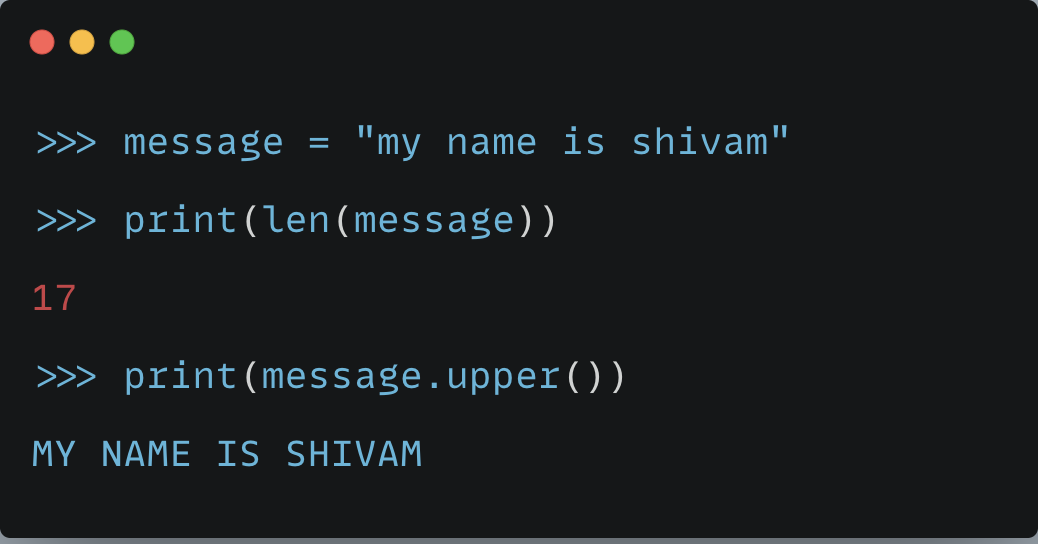 >>> message = "my name is shivam"
>>> print(len(message))
17
>>> print(message.upper())
MY NAME IS SHIVAM